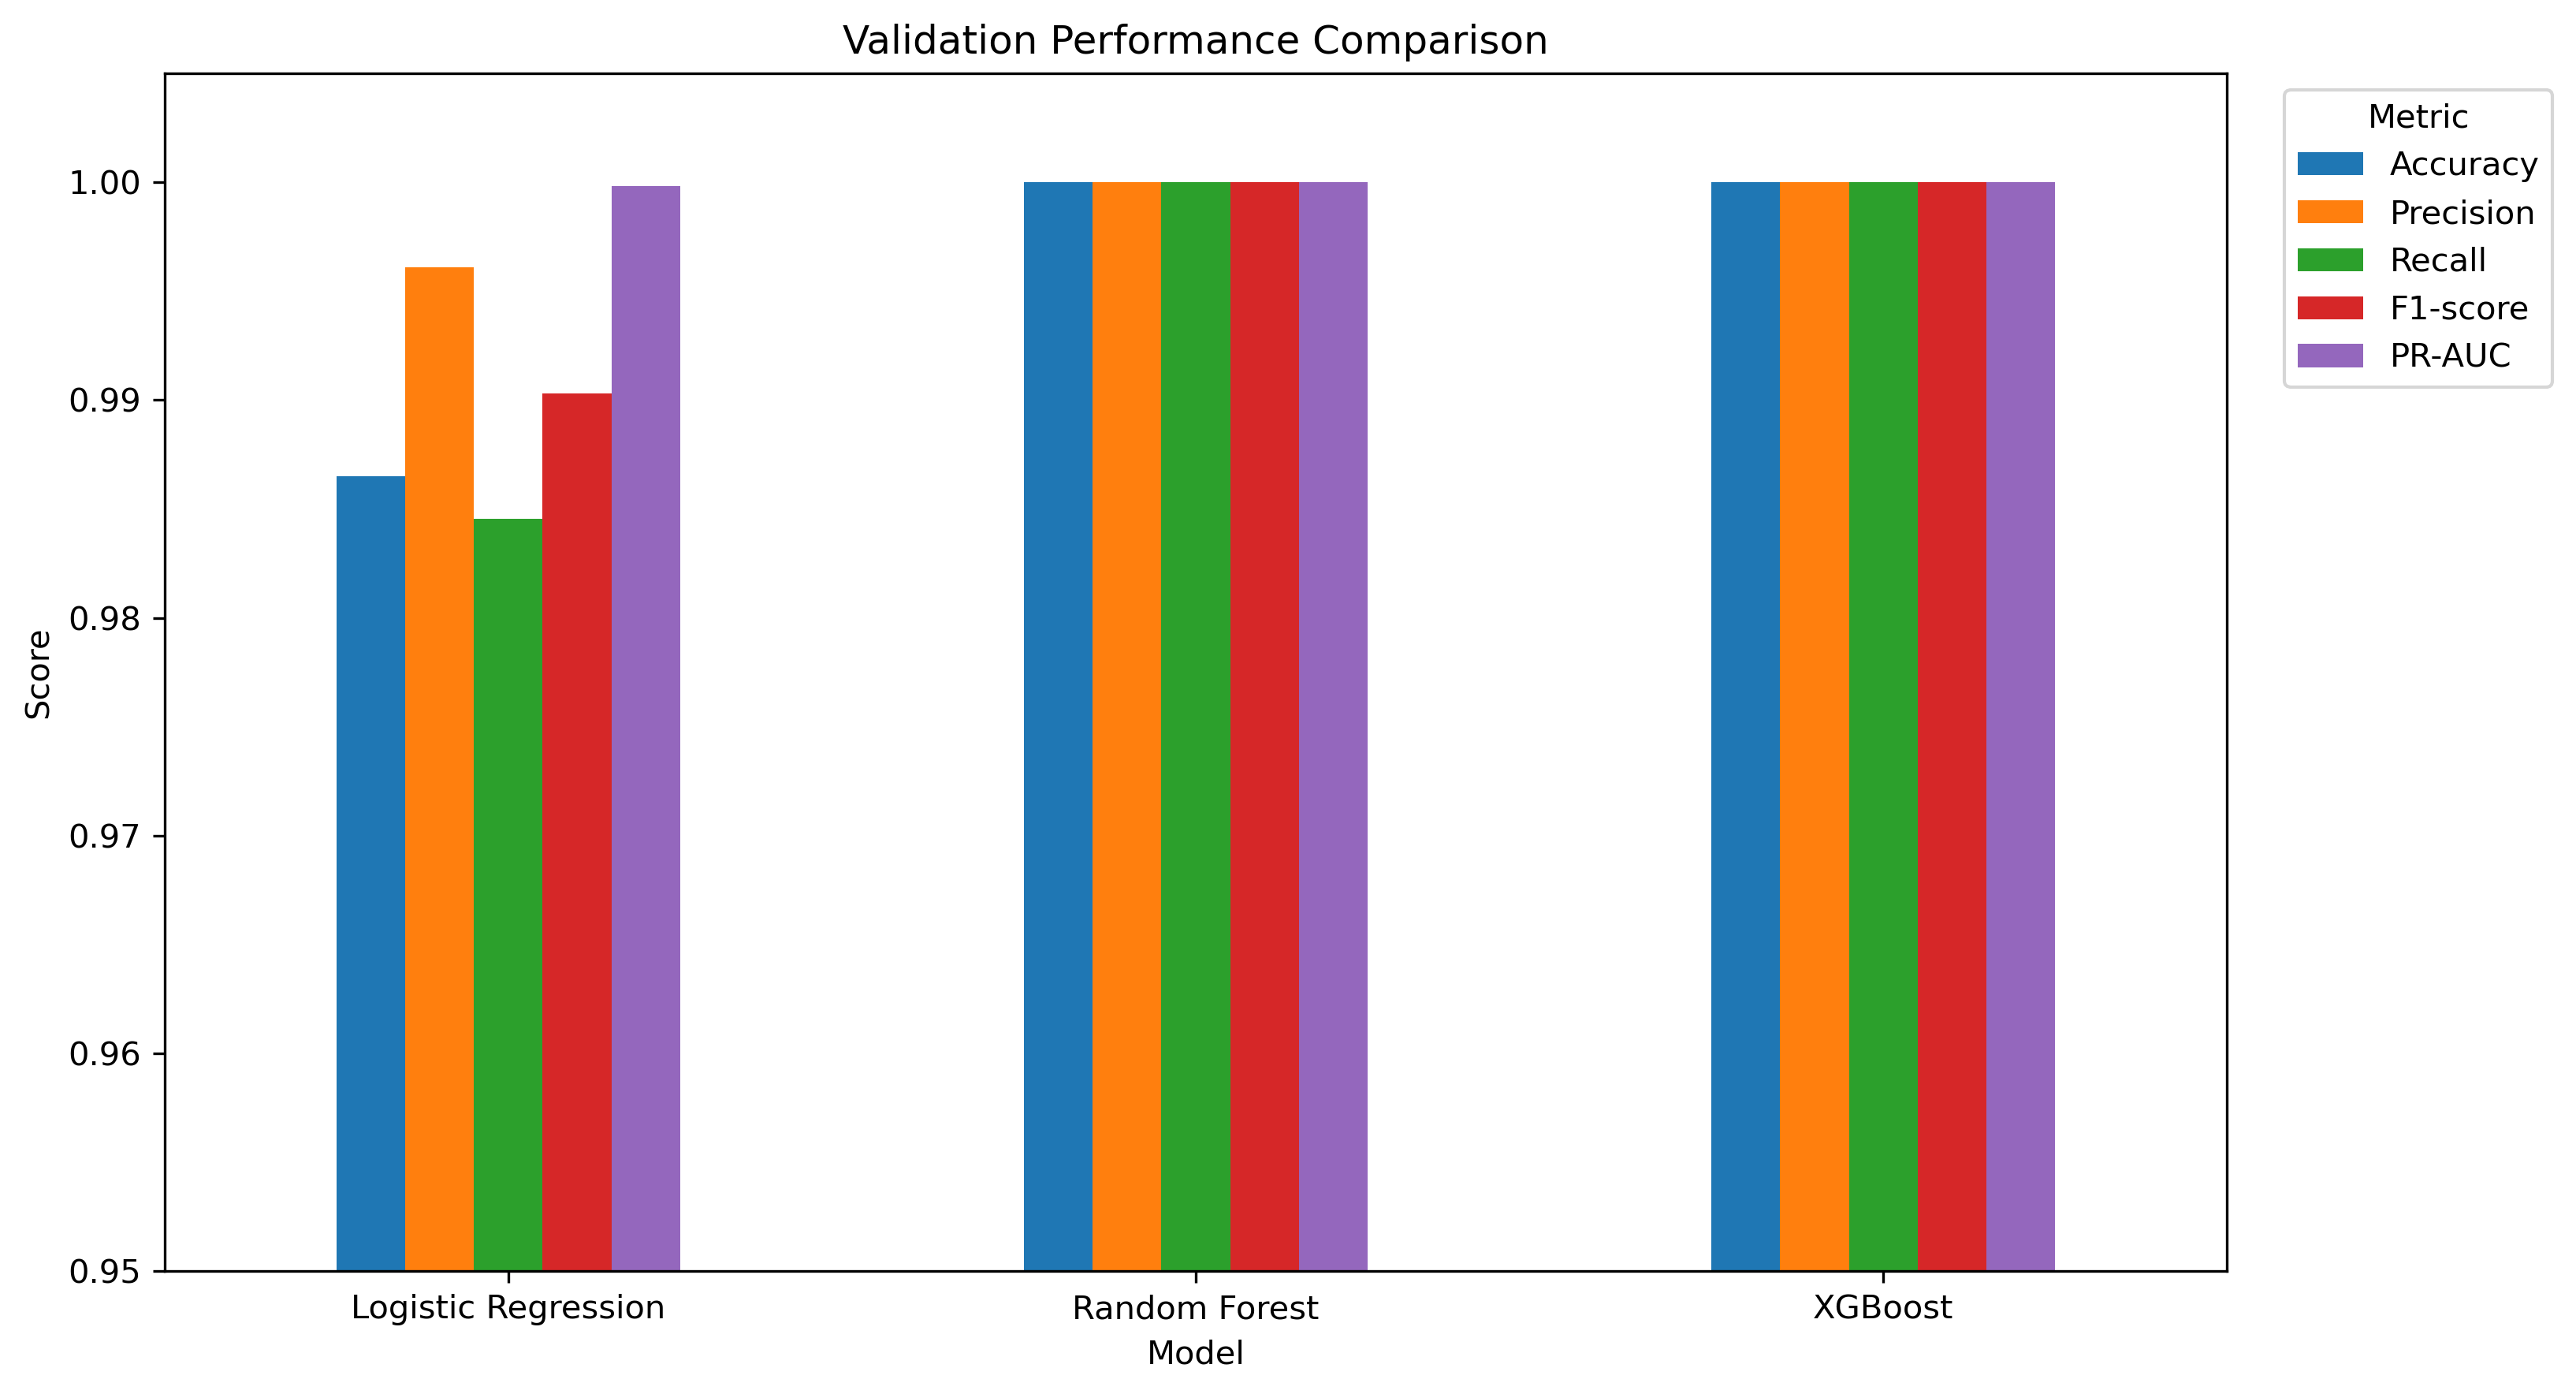 Validation Performance Comparison
Metric
Accuracy
Precision
Recall
F1-score
PR-AUC
Score
1.00
0.99
0.98
0.97
0.96
0.95
Logistic Regression
Random Forest
XGBoost
Model